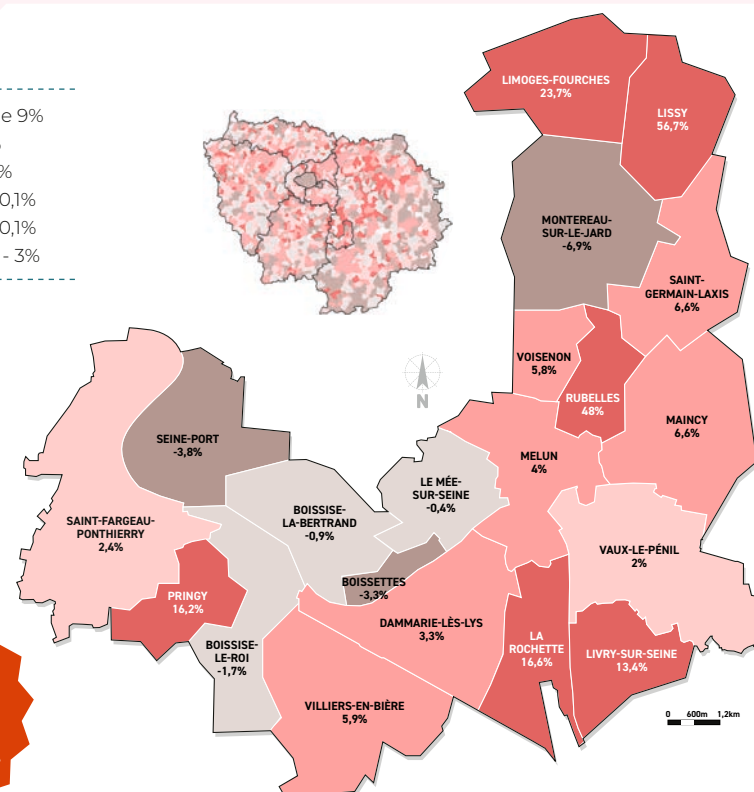 e 9%
%
0,1%
0,1%
- 3%
LIMOGES-FOURCHES
23,7%
LISSY
56,7%
MONTEREAU-
SUR-LE-JARD
-6,9%
SAINT-
GERMAIN-LAXIS
6,6%
VOISENON
5,8%
RUBELLES
48%
MAINCY
6,6%
N
SEINE-PORT
-3,8%
MELUN
4%
LE MÉE-
SUR-SEINE
-0,4%
BOISSISE-
LA-BERTRAND
-0,9%
SAINT-FARGEAU-
PONTHIERRY
2,4%
VAUX-LE-PÉNIL
2%
BOISSETTES
-3,3%
PRINGY
16,2%
DAMMARIE-LÈS-LYS
3,3%
BOISSISE-
LE-ROI
-1,7%
LA
ROCHETTE
16,6%
LIVRY-SUR-SEINE
13,4%
VILLIERS-EN-BIÈRE
5,9%
0 600m 1,2km